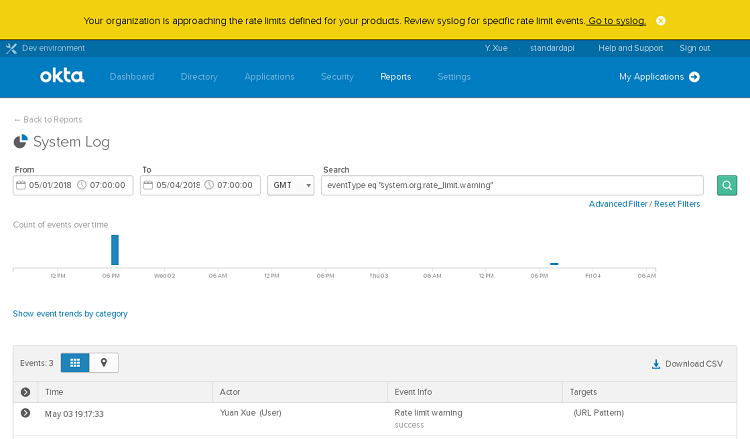 Your organization is approaching the rate limits defined for your products. Review syslog for specific rate limit events. Go to syslog.
Dev environment Y. Xue standardapi Help and Support Sign out
okta Dashboard Directory Applications Security Reports Settings My Applications
← Back to Reports
System Log
From To Search
05/01/2018 07:00:00 05/04/2018 07:00:00 GMT eventType eq "system.org.rate_limit.warning"
Advanced Filter / Reset Filters
Count of events over time
12 PM 06 PM Wed 02 06 AM 12 PM 06 PM Thu 03 06 AM 12 PM 06 PM Fri 04 06 AM
Show event trends by category
Events: 3 Download CSV
Time Actor Event Info Targets
May 03 19:17:33 Yuan Xue (User) Rate limit warning (URL Pattern)
success